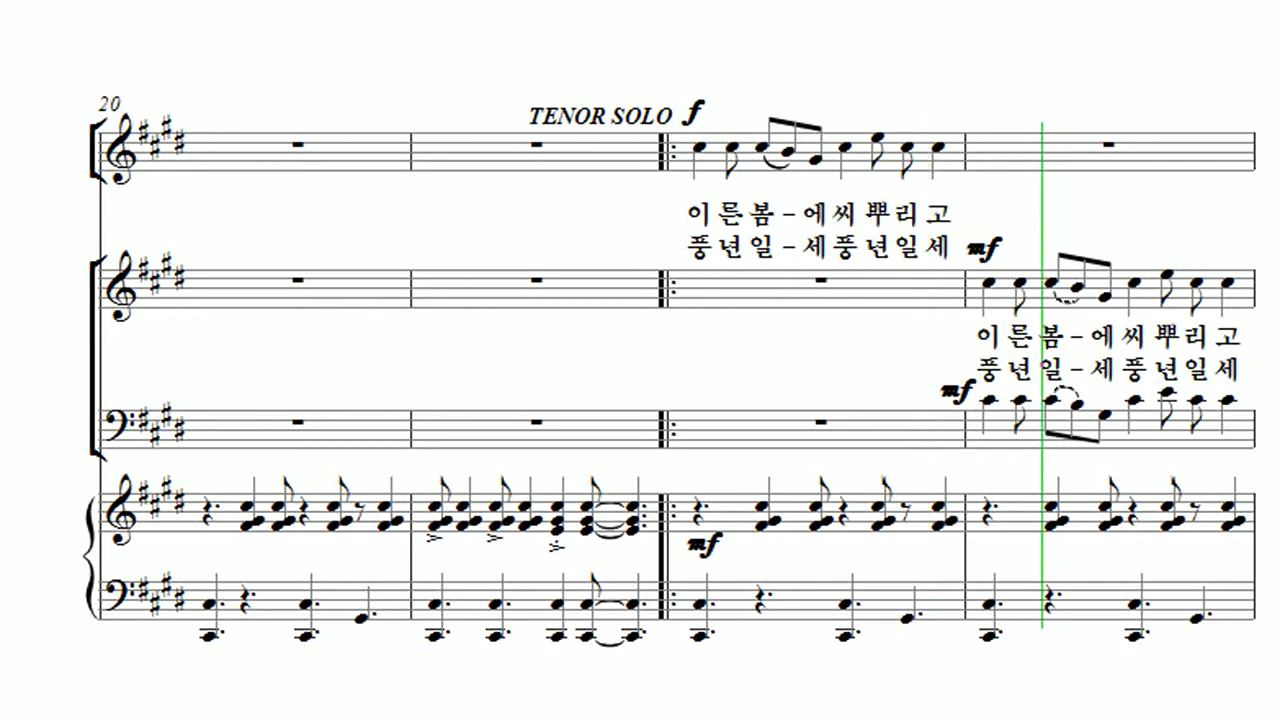 20
TENOR SOLO f
이 른 봄 - 에 씨 뿌 리 고
풍 년 일 - 세 풍 년 일 세
mf
이 른 봄 - 에 씨 뿌 리 고
풍 년 일 - 세 풍 년 일 세
mf
mf